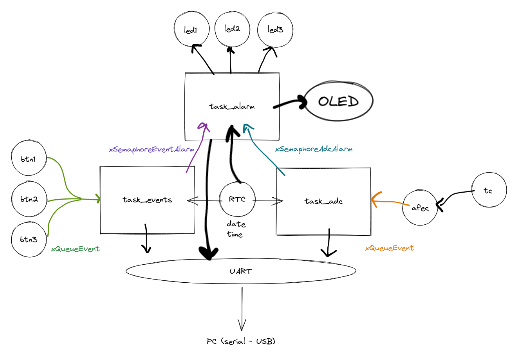 led1
led2
led3
task_alarm
OLED
xSemaphoreEventAlarm
xSemaphoreAdcAlarm
btn1
btn2
btn3
task_events
RTC
date
time
task_adc
afec
tc
xQueueEvent
xQueueEvent
UART
PC (serial - USB)